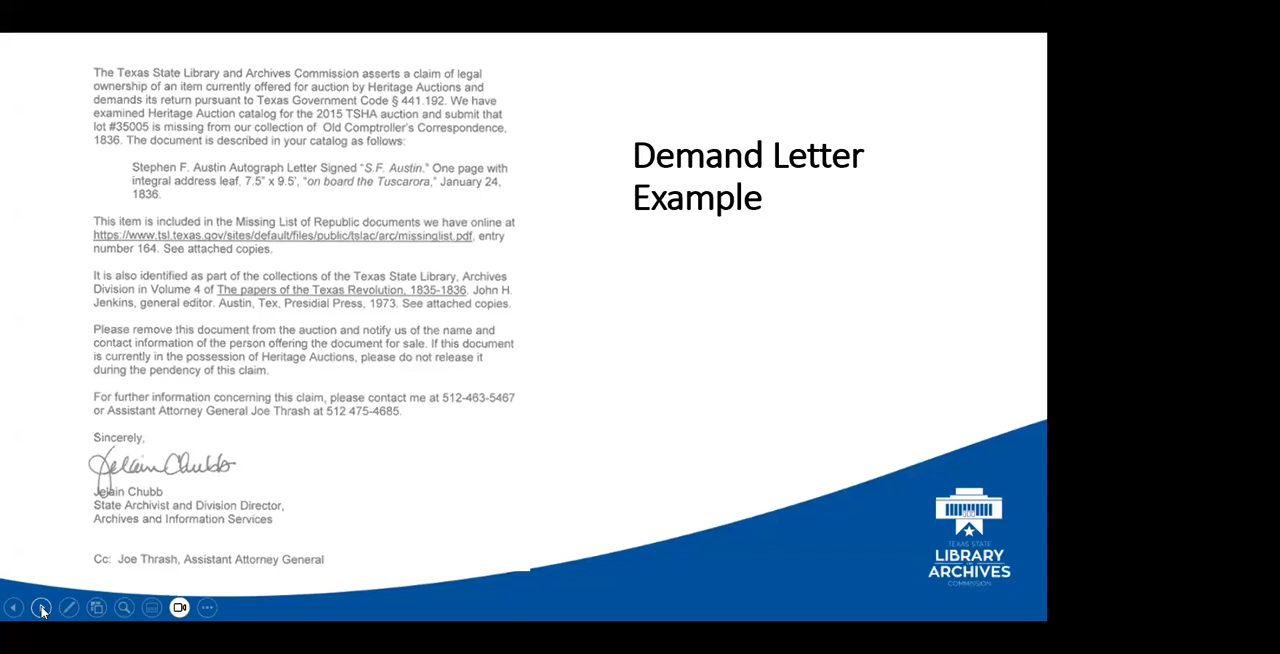 The Texas State Library and Archives Commission asserts a claim of legal
ownership of an item currently offered for auction by Heritage Auctions and
demands its return pursuant to Texas Government Code § 441.192. We have
examined Heritage Auction catalog for the 2015 TSHA auction and submit that
lot #35005 is missing from our collection of Old Comptroller's Correspondence,
1836. The document is described in your catalog as follows:
Stephen F. Austin Autograph Letter Signed "S.F. Austin." One page with
integral address leaf, 7.5" x 9.5', "on board the Tuscarora," January 24,
1836.
This item is included in the Missing List of Republic documents we have online at
https://www.tsl.texas.gov/sites/default/files/public/tslac/arc/missinglist.pdf, entry
number 164. See attached copies.
It is also identified as part of the collections of the Texas State Library, Archives
Division in Volume 4 of The papers of the Texas Revolution, 1835-1836. John H.
Jenkins, general editor. Austin, Tex, Presidial Press, 1973. See attached copies.
Please remove this document from the auction and notify us of the name and
contact information of the person offering the document for sale. If this document
is currently in the possession of Heritage Auctions, please do not release it
during the pendency of this claim.
For further information concerning this claim, please contact me at 512-463-5467
or Assistant Attorney General Joe Thrash at 512 475-4685.
Sincerely,
Jelain Chubb
Jelain Chubb
State Archivist and Division Director,
Archives and Information Services
Cc: Joe Thrash, Assistant Attorney General
Demand Letter
Example
TEXAS STATE
LIBRARY
ARCHIVES
COMMISSION